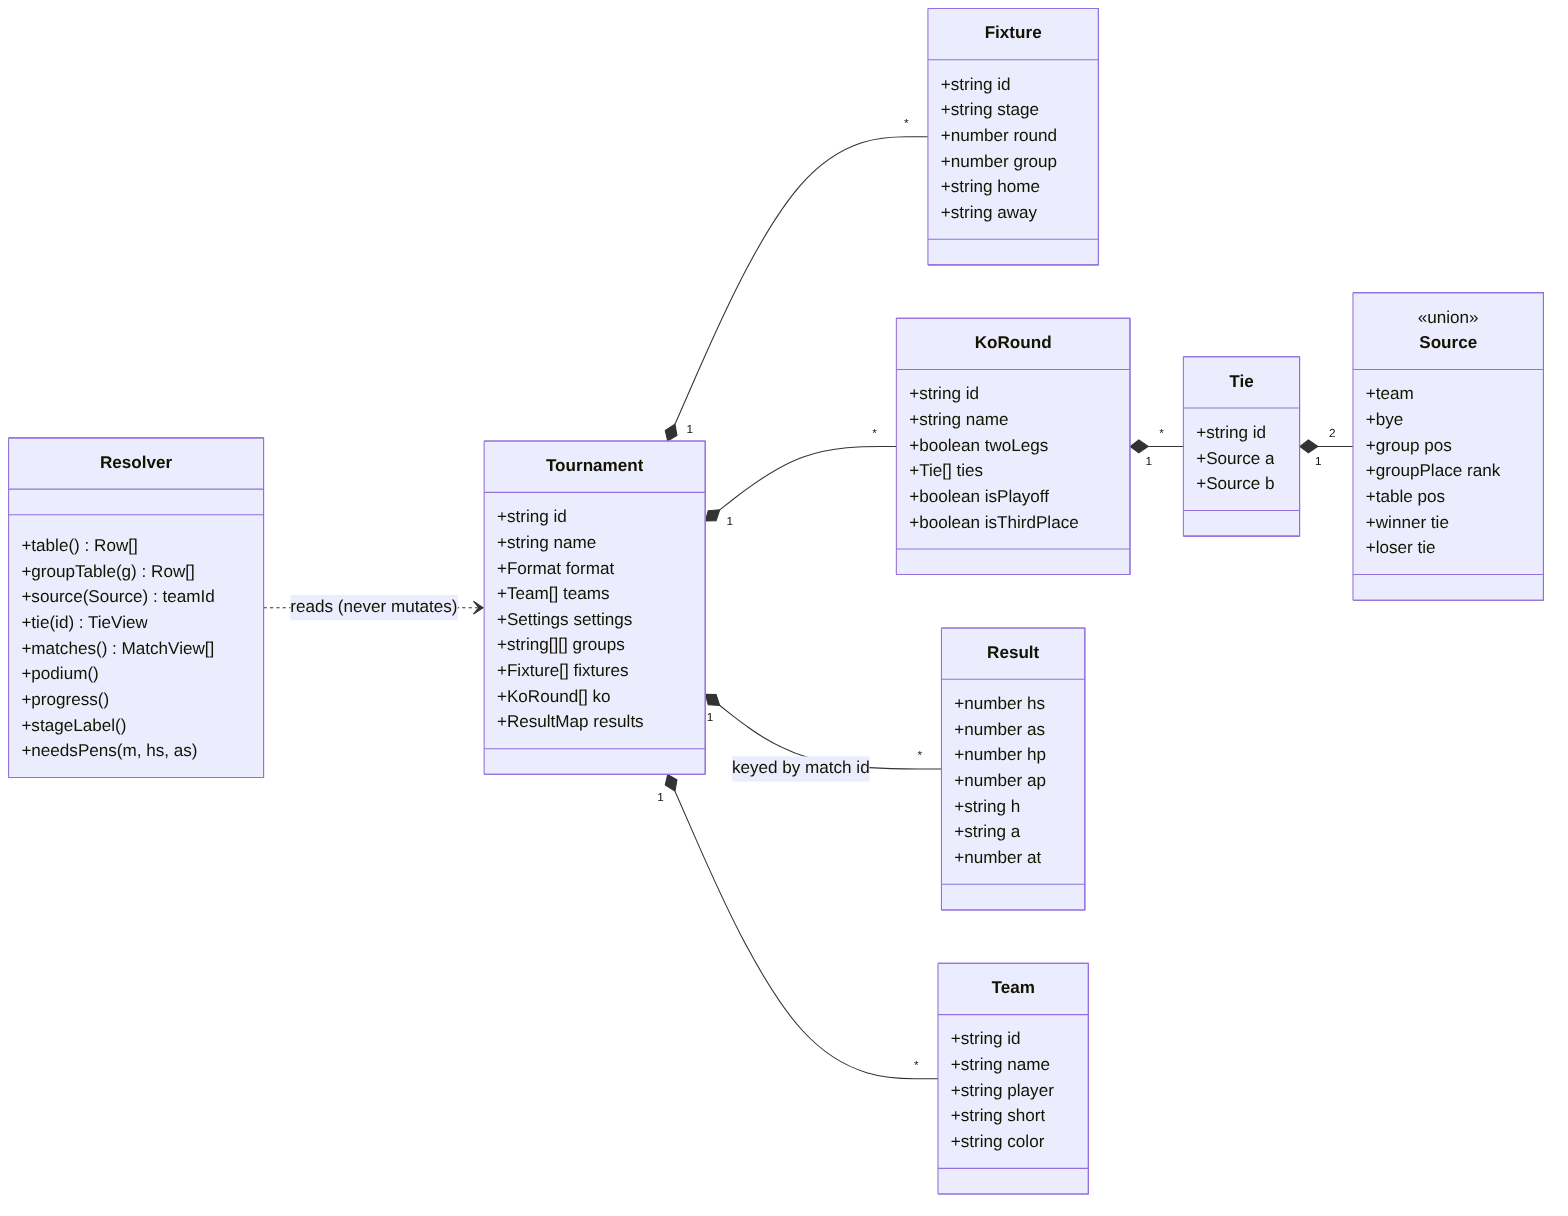 Resolver
+table() : Row[]
+groupTable(g) : Row[]
+source(Source) : teamId
+tie(id) : TieView
+matches() : MatchView[]
+podium()
+progress()
+stageLabel()
+needsPens(m, hs, as)
reads (never mutates)
Tournament
+string id
+string name
+Format format
+Team[] teams
+Settings settings
+string[][] groups
+Fixture[] fixtures
+KoRound[] ko
+ResultMap results
1
*
Fixture
+string id
+string stage
+number round
+number group
+string home
+string away
1
*
KoRound
+string id
+string name
+boolean twoLegs
+Tie[] ties
+boolean isPlayoff
+boolean isThirdPlace
1
*
Tie
+string id
+Source a
+Source b
1
2
«union»
Source
+team
+bye
+group pos
+groupPlace rank
+table pos
+winner tie
+loser tie
1
keyed by match id
*
Result
+number hs
+number as
+number hp
+number ap
+string h
+string a
+number at
1
*
Team
+string id
+string name
+string player
+string short
+string color